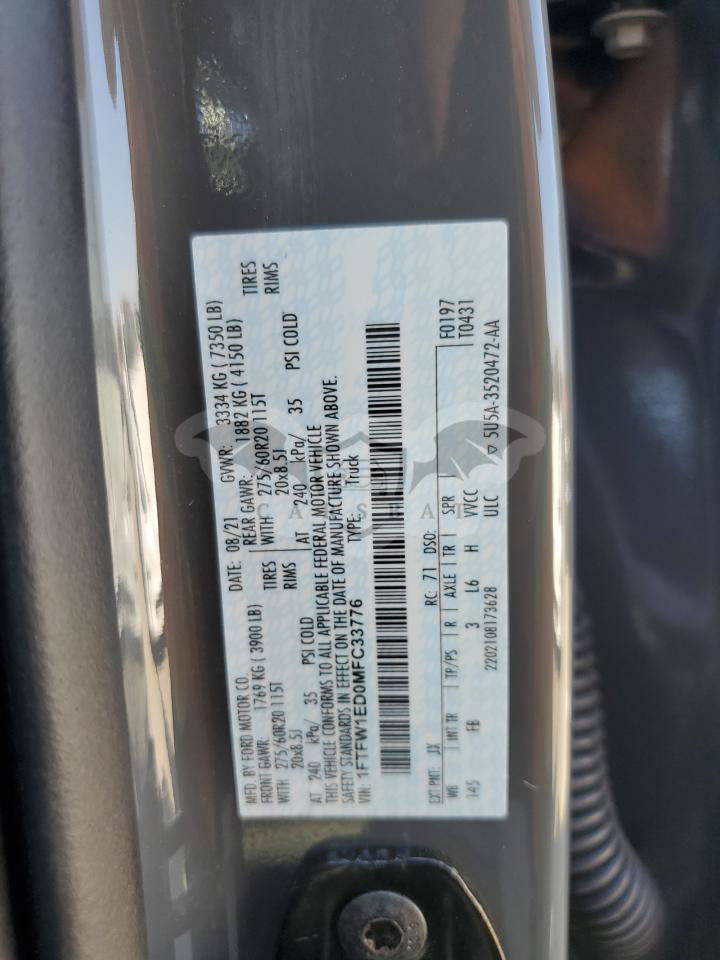 MFD. BY FORD MOTOR CO. DATE: 08/21 GVWR: 3334 KG ( 7350 LB)
FRONT GAWR: 1769 KG ( 3900 LB) REAR GAWR: 1882 KG ( 4150 LB)
WITH 275/60R20 115T TIRES WITH 275/60R20 115T TIRES
20x8.5J RIMS 20x8.5J RIMS
AT 240 kPa/ 35 PSI COLD AT 240 kPa/ 35 PSI COLD
THIS VEHICLE CONFORMS TO ALL APPLICABLE FEDERAL MOTOR VEHICLE
SAFETY STANDARDS IN EFFECT ON THE DATE OF MANUFACTURE SHOWN ABOVE.
VIN: 1FTFW1ED0MFC33776 TYPE: Truck
EXT PNT: JX RC: 71 DSO: F0197
T0431
WB | INT TR | TP/PS | R | AXLE | TR | SPR
145 FB 3 L6 H VVCC
2202108173628 ULC ▽ 5U5A-3520472-AA